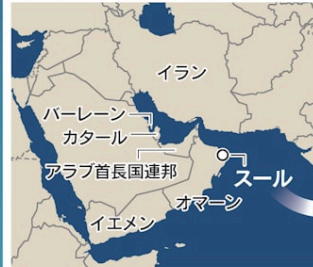 イラン
バーレーン
カタール
アラブ首長国連邦
スール
オマーン
イエメン